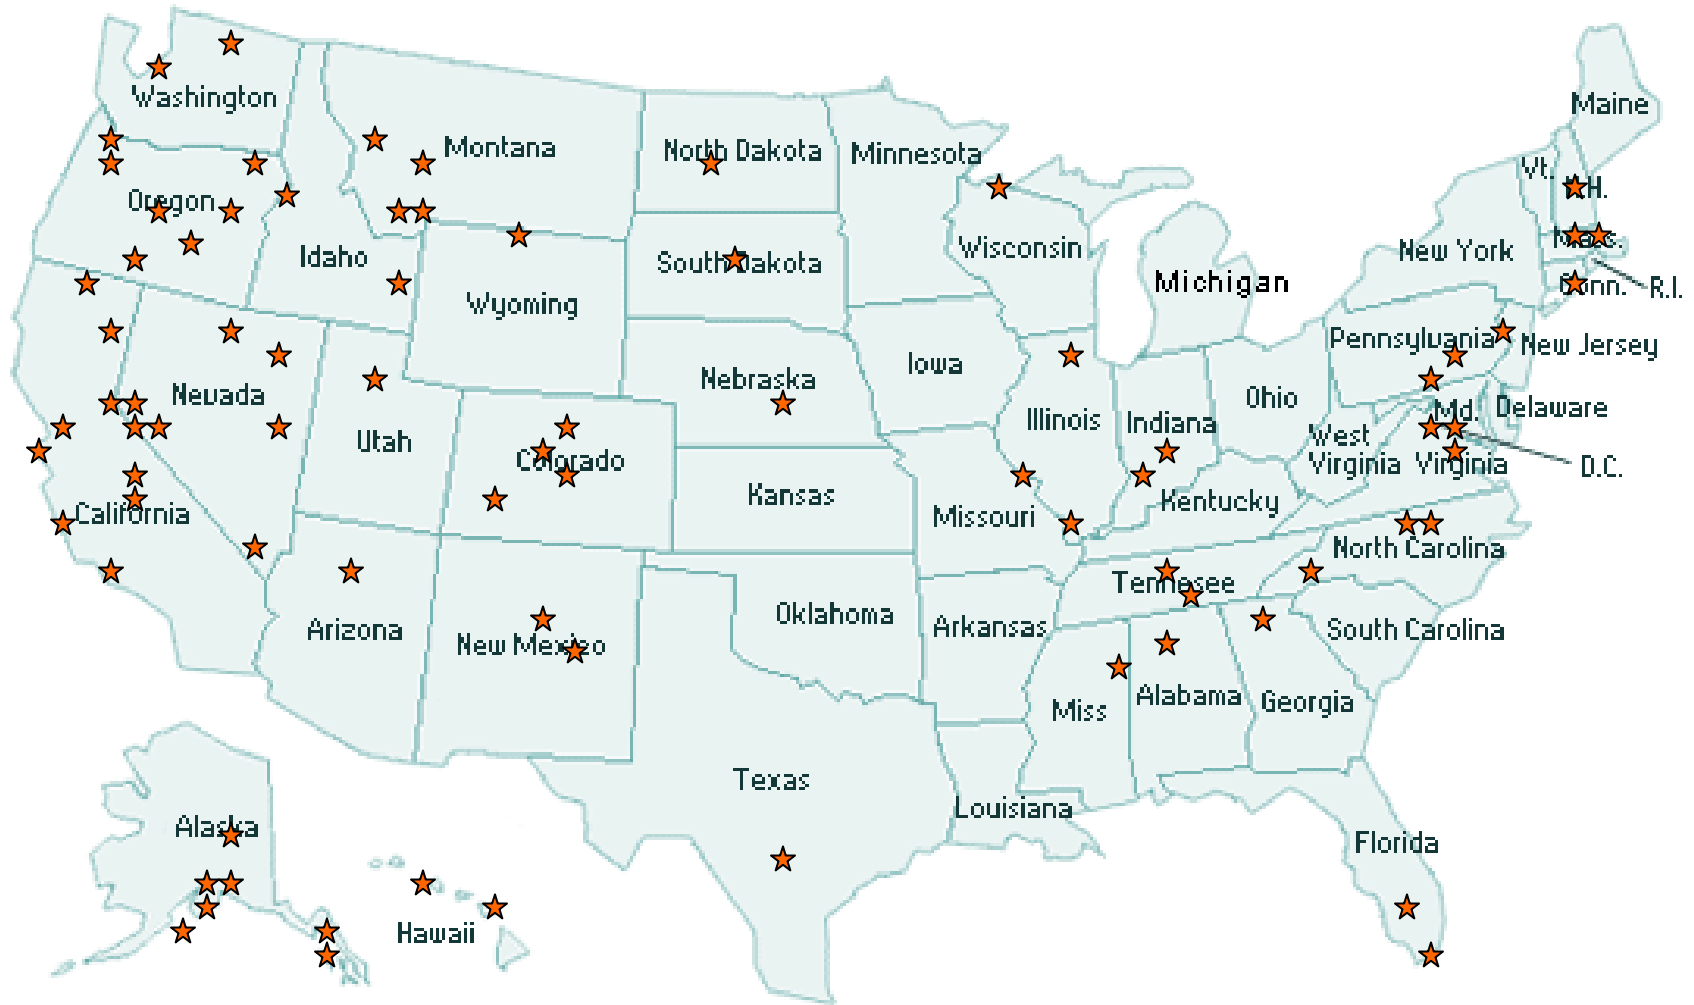 Washington
Montana
North Dakota
Minnesota
Maine
Vt.
N.H.
Oregon
Idaho
Wyoming
South Dakota
Wisconsin
Michigan
New York
Mass.
Conn.
R.I.
Nevada
Utah
Colorado
Nebraska
Iowa
Illinois
Indiana
Ohio
Pennsylvania
New Jersey
Md.
Delaware
West
Virginia
Virginia
D.C.
California
Kansas
Missouri
Kentucky
Arizona
New Mexico
Oklahoma
Arkansas
Tennesee
North Carolina
South Carolina
Texas
Louisiana
Miss
Alabama
Georgia
Florida
Alaska
Hawaii